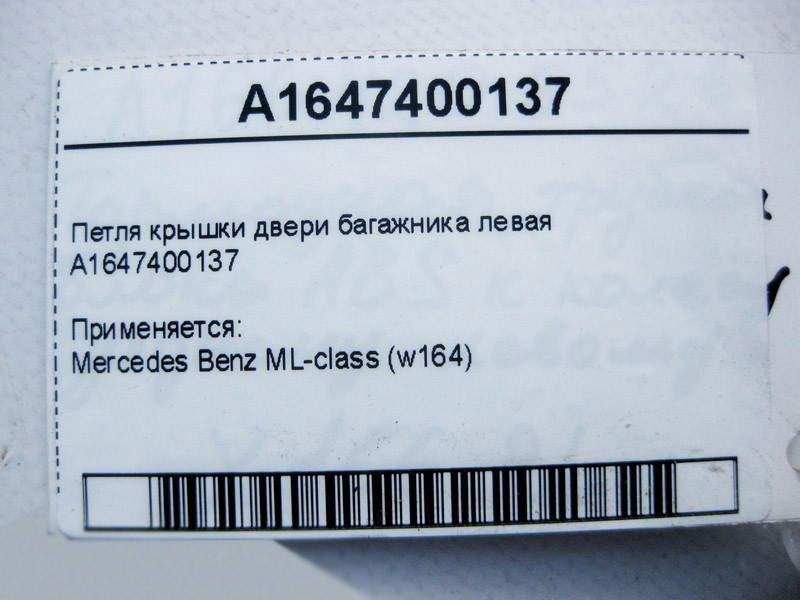 A1647400137
Петля крышки двери багажника левая
A1647400137
Применяется:
Mercedes Benz ML-class (w164)